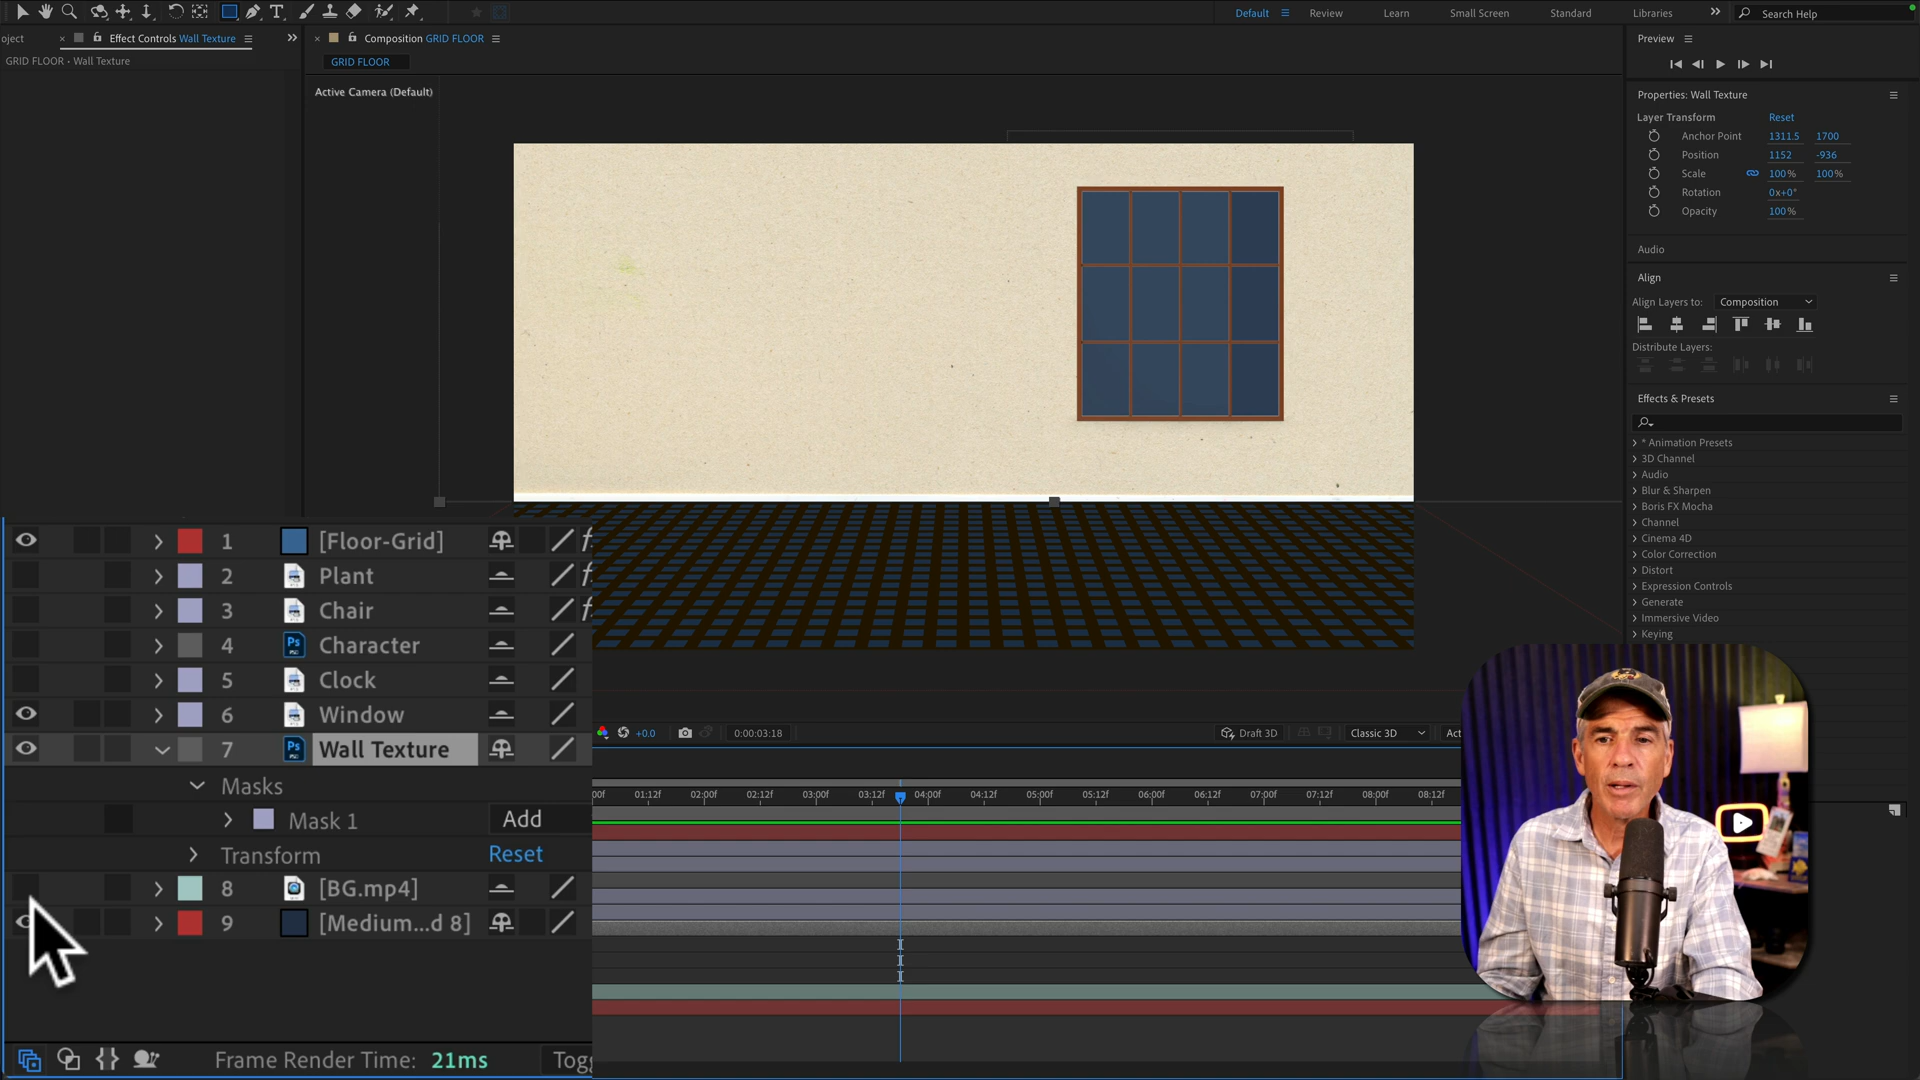 Default
Review
Learn
Small Screen
Standard
Libraries
Search Help
oject
Effect Controls Wall Texture
Composition GRID FLOOR
Preview
GRID FLOOR • Wall Texture
GRID FLOOR
Active Camera (Default)
Properties: Wall Texture
Layer Transform Reset
Anchor Point 1311.5 1700
Position 1152 -936
Scale 100% 100%
Rotation 0x+0°
Opacity 100%
Audio
Align
Align Layers to: Composition
Distribute Layers:
Effects & Presets
* Animation Presets
3D Channel
Audio
Blur & Sharpen
Boris FX Mocha
Channel
Cinema 4D
Color Correction
Distort
Expression Controls
Generate
Immersive Video
Keying
1 [Floor-Grid]
2 Plant
3 Chair
4 Ps Character
5 Clock
6 Window
7 Ps Wall Texture
Masks
Mask 1 Add
Transform Reset
8 [BG.mp4]
9 [Medium...d 8]
Frame Render Time: 21ms Togg
+0.0 0:00:03:18 Draft 3D Classic 3D Act
00f 01:12f 02:00f 02:12f 03:00f 03:12f 04:00f 04:12f 05:00f 05:12f 06:00f 06:12f 07:00f 07:12f 08:00f 08:12f